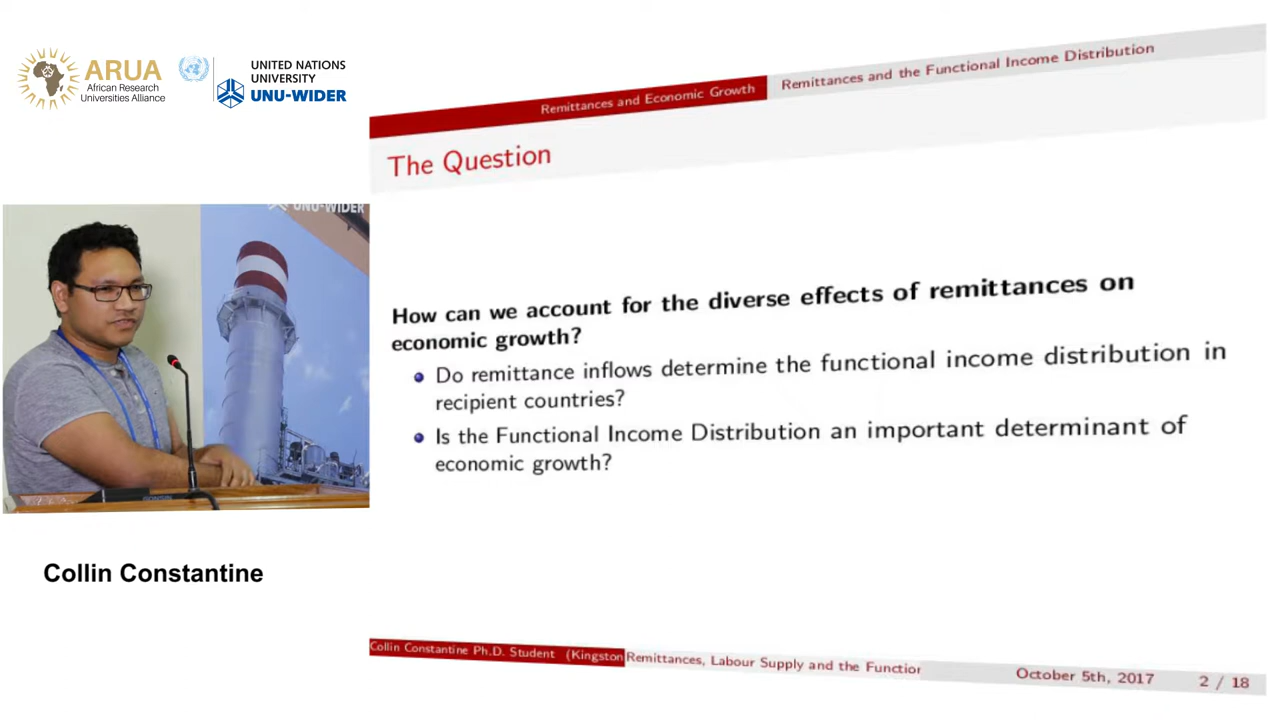 ARUA
African Research
Universities Alliance
UNITED NATIONS
UNIVERSITY
UNU-WIDER
Remittances and Economic Growth
Remittances and the Functional Income Distribution
The Question
UNU-WIDER
How can we account for the diverse effects of remittances on
economic growth?
Do remittance inflows determine the functional income distribution in
recipient countries?
Is the Functional Income Distribution an important determinant of
economic growth?
Collin Constantine
Collin Constantine Ph.D. Student (Kingston
Remittances, Labour Supply and the Function
October 5th, 2017
2 / 18